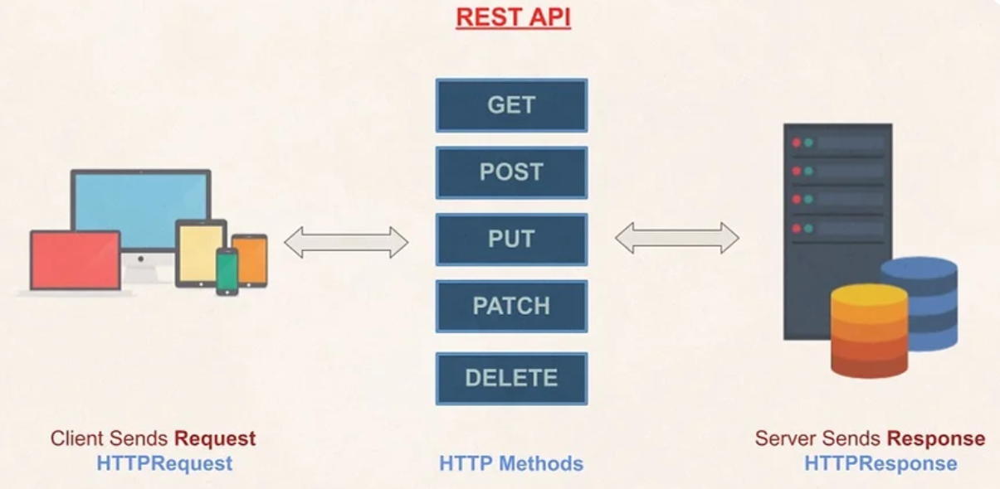 REST API
GET
POST
PUT
PATCH
DELETE
Client Sends Request
HTTPRequest
HTTP Methods
Server Sends Response
HTTPResponse